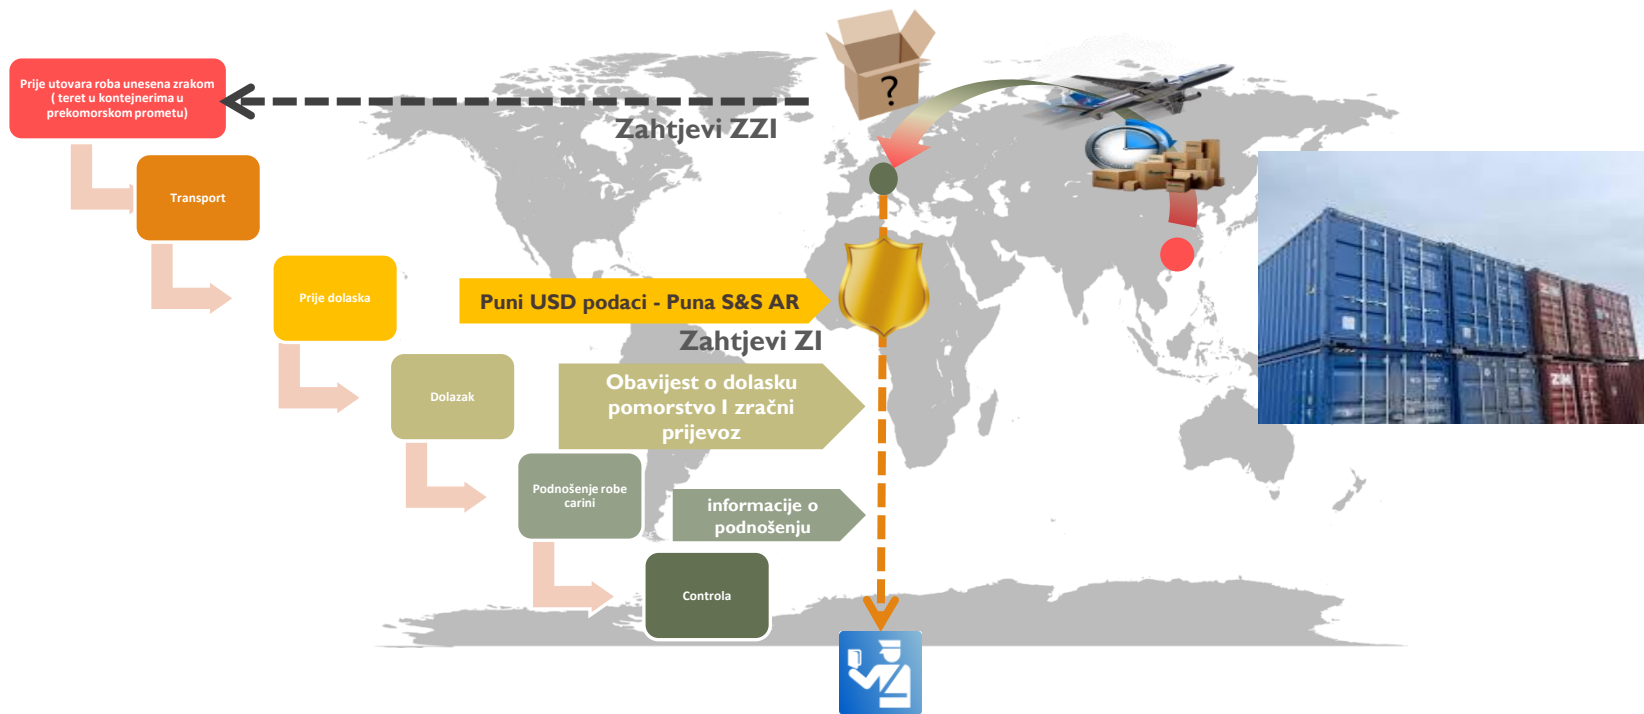 Prije utovara roba unesena zrakom
( teret u kontejnerima u
prekomorskom prometu)
?
Zahtjevi ZZI
Transport
Prije dolaska
Puni USD podaci - Puna S&S AR
Zahtjevi ZI
Dolazak
Obavijest o dolasku
pomorstvo I zračni
prijevoz
Podnošenje robe
carini
informacije o
podnošenju
Controla